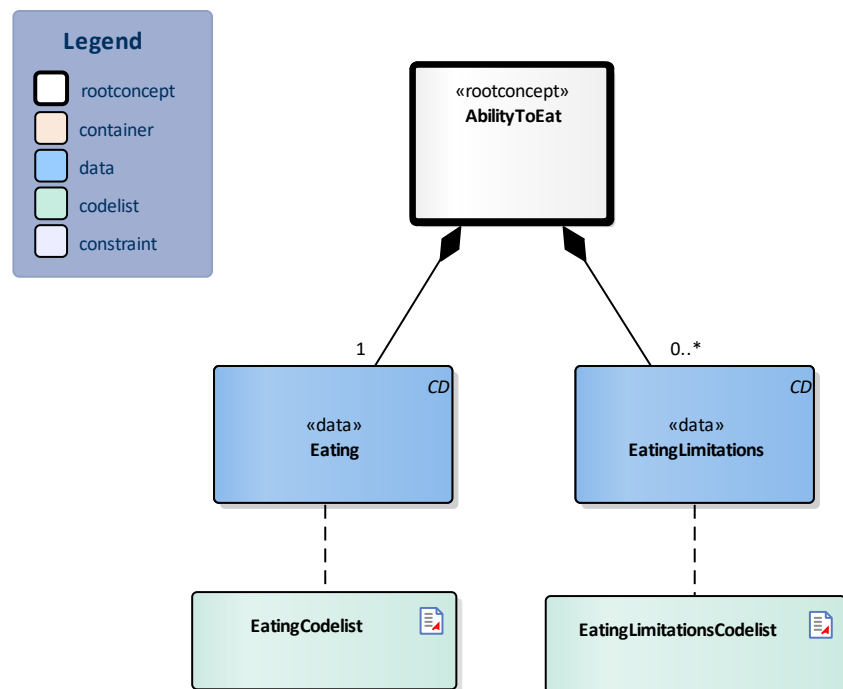 Legend
rootconcept
container
data
codelist
constraint
«rootconcept»
AbilityToEat
1
0..*
CD
«data»
Eating
CD
«data»
EatingLimitations
EatingCodelist
EatingLimitationsCodelist